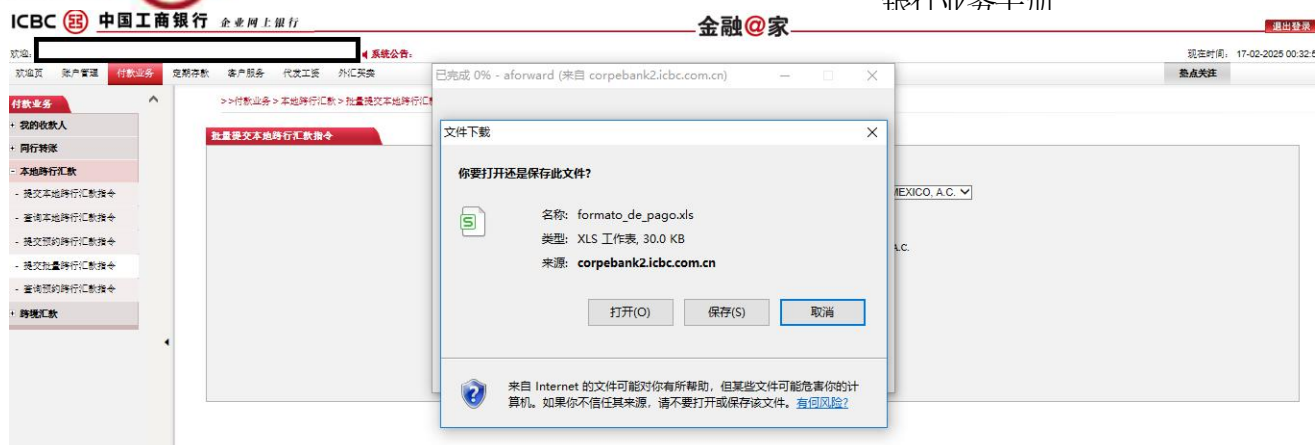 银行业务手册
ICBC 中国工商银行 企业网上银行
金融@家
退出登录
欢迎:
系统公告:
现在时间: 17-02-2025 00:32:5
欢迎页 账户管理 付款业务 定期存款 客户服务 代发工资 外汇买卖
热点关注
付款业务
+ 我的收款人
+ 同行转账
- 本地跨行汇款
- 提交本地跨行汇款指令
- 查询本地跨行汇款指令
- 提交预约跨行汇款指令
- 提交批量跨行汇款指令
- 查询预约跨行汇款指令
+ 跨境汇款
>>付款业务 > 本地跨行汇款 > 批量提交本地跨行汇
批量提交本地跨行汇款指令
MEXICO, A.C.
A.C.
已完成 0% - aforward (来自 corpebank2.icbc.com.cn)
文件下载
你要打开还是保存此文件?
名称: formato_de_pago.xls
类型: XLS 工作表, 30.0 KB
来源: corpebank2.icbc.com.cn
打开(O) 保存(S) 取消
来自 Internet 的文件可能对你有所帮助，但某些文件可能危害你的计
算机。如果你不信任其来源，请不要打开或保存该文件。有何风险?